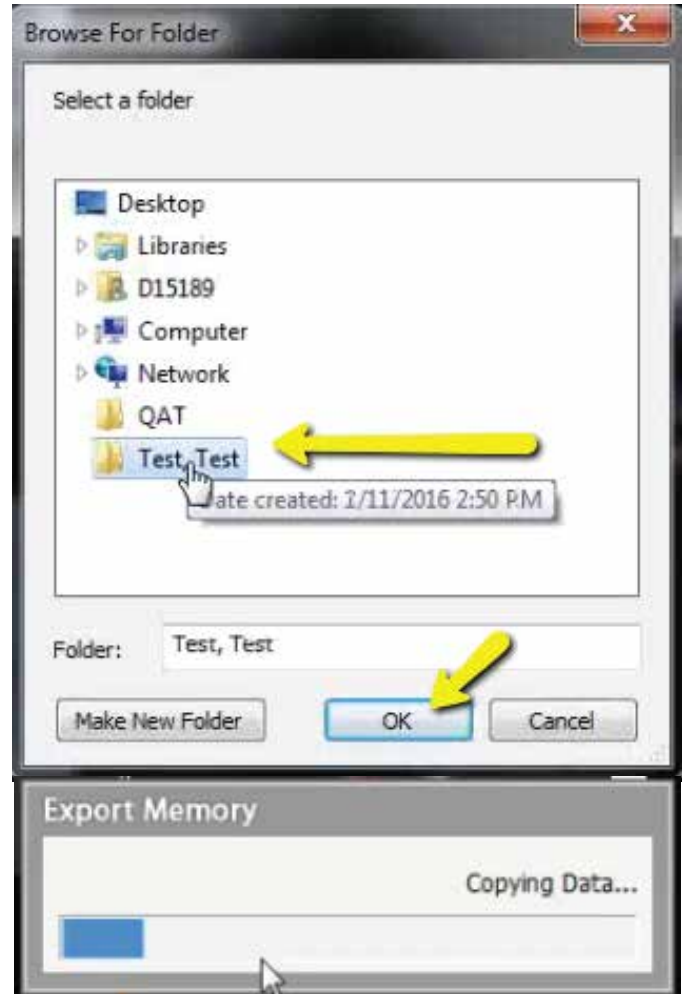 Browse For Folder
Select a folder
Desktop
Libraries
D15189
Computer
Network
QAT
Test, Test
ate created: 2/11/2016 2:50 PM
Folder: Test, Test
Make New Folder OK Cancel
Export Memory
Copying Data...